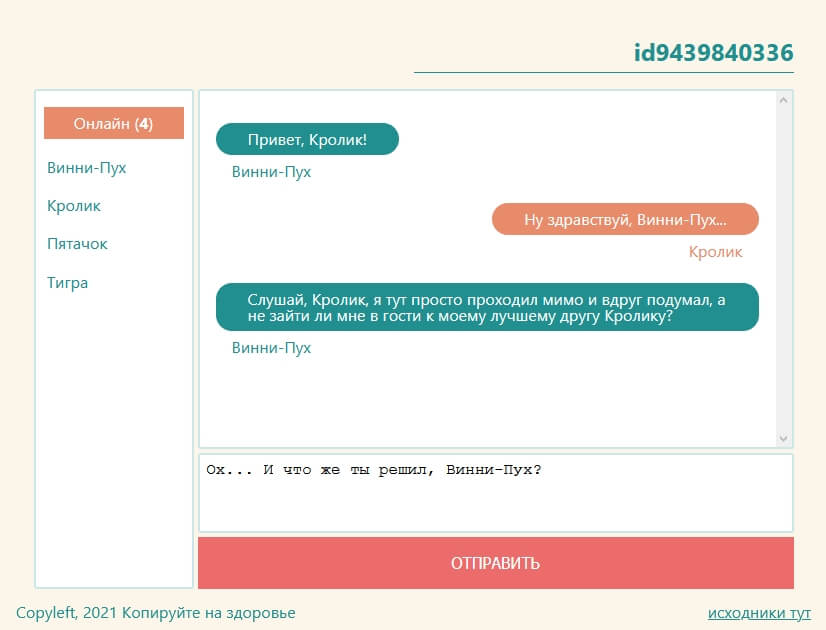 id9439840336
Онлайн (4)
Винни-Пух
Кролик
Пятачок
Тигра
Привет, Кролик!
Винни-Пух
Ну здравствуй, Винни-Пух...
Кролик
Слушай, Кролик, я тут просто проходил мимо и вдруг подумал, а
не зайти ли мне в гости к моему лучшему другу Кролику?
Винни-Пух
Ох... И что же ты решил, Винни-Пух?
ОТПРАВИТЬ
Copyleft, 2021 Копируйте на здоровье
исходники тут